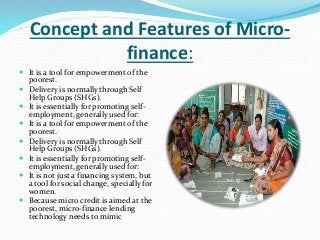 Concept and Features of Micro-
finance:
It is a tool for empowerment of the
poorest.
Delivery is normally through Self
Help Groups (SHGs).
It is essentially for promoting self-
employment, generally used for:
It is a tool for empowerment of the
poorest.
Delivery is normally through Self
Help Groups (SHGs).
It is essentially for promoting self-
employment, generally used for:
It is not just a financing system, but
a tool for social change, specially for
women.
Because micro credit is aimed at the
poorest, micro-finance lending
technology needs to mimic